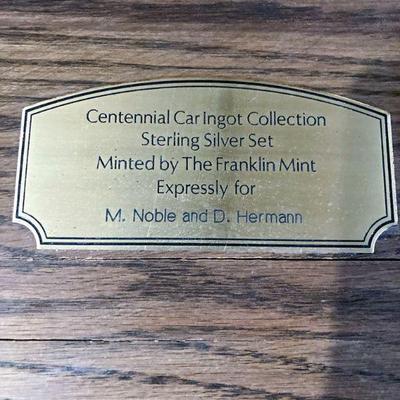 Centennial Car Ingot Collection
Sterling Silver Set
Minted by The Franklin Mint
Expressly for
M. Noble and D. Hermann